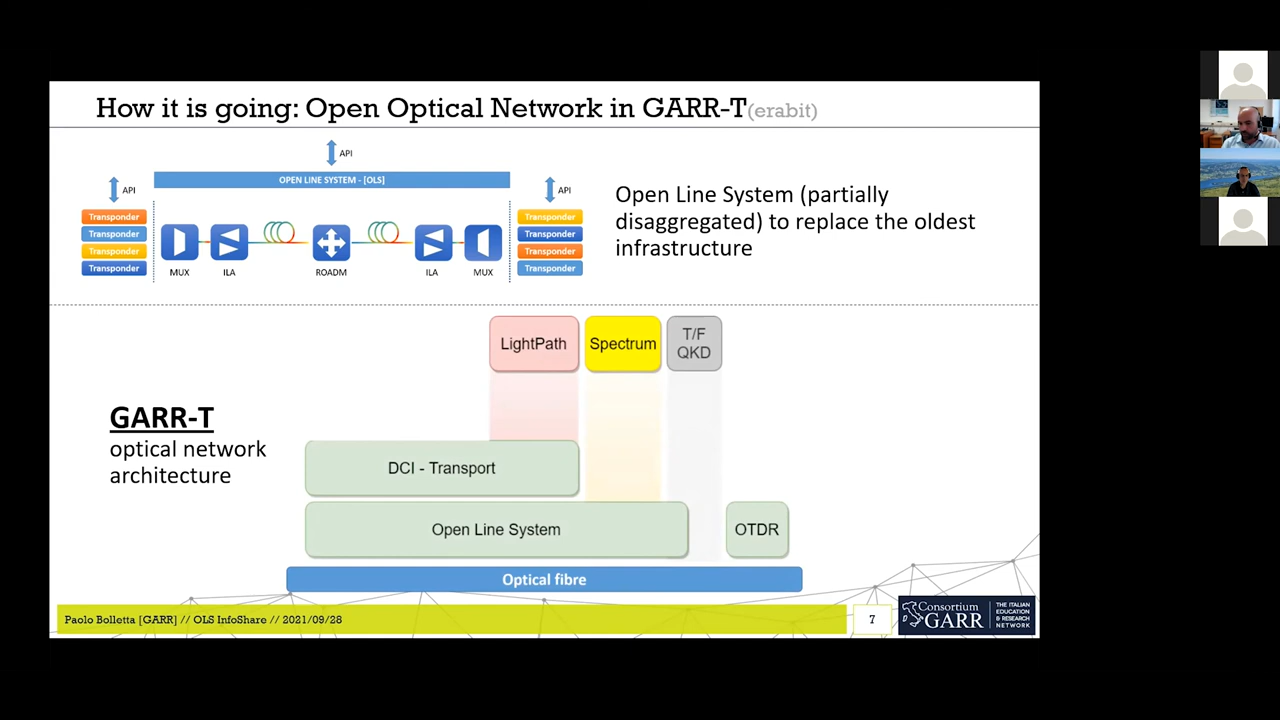 How it is going: Open Optical Network in GARR-T(erabit)
API
OPEN LINE SYSTEM - [OLS]
API
API
Transponder
Transponder
Transponder
Transponder
Transponder
Transponder
Transponder
Transponder
MUX
ILA
ROADM
ILA
MUX
Open Line System (partially
disaggregated) to replace the oldest
infrastructure
LightPath
Spectrum
T/F
QKD
GARR-T
optical network
architecture
DCI - Transport
Open Line System
OTDR
Optical fibre
Paolo Bolletta [GARR] // OLS InfoShare // 2021/09/28
7
Consortium
GARR
THE ITALIAN
EDUCATION
& RESEARCH
NETWORK